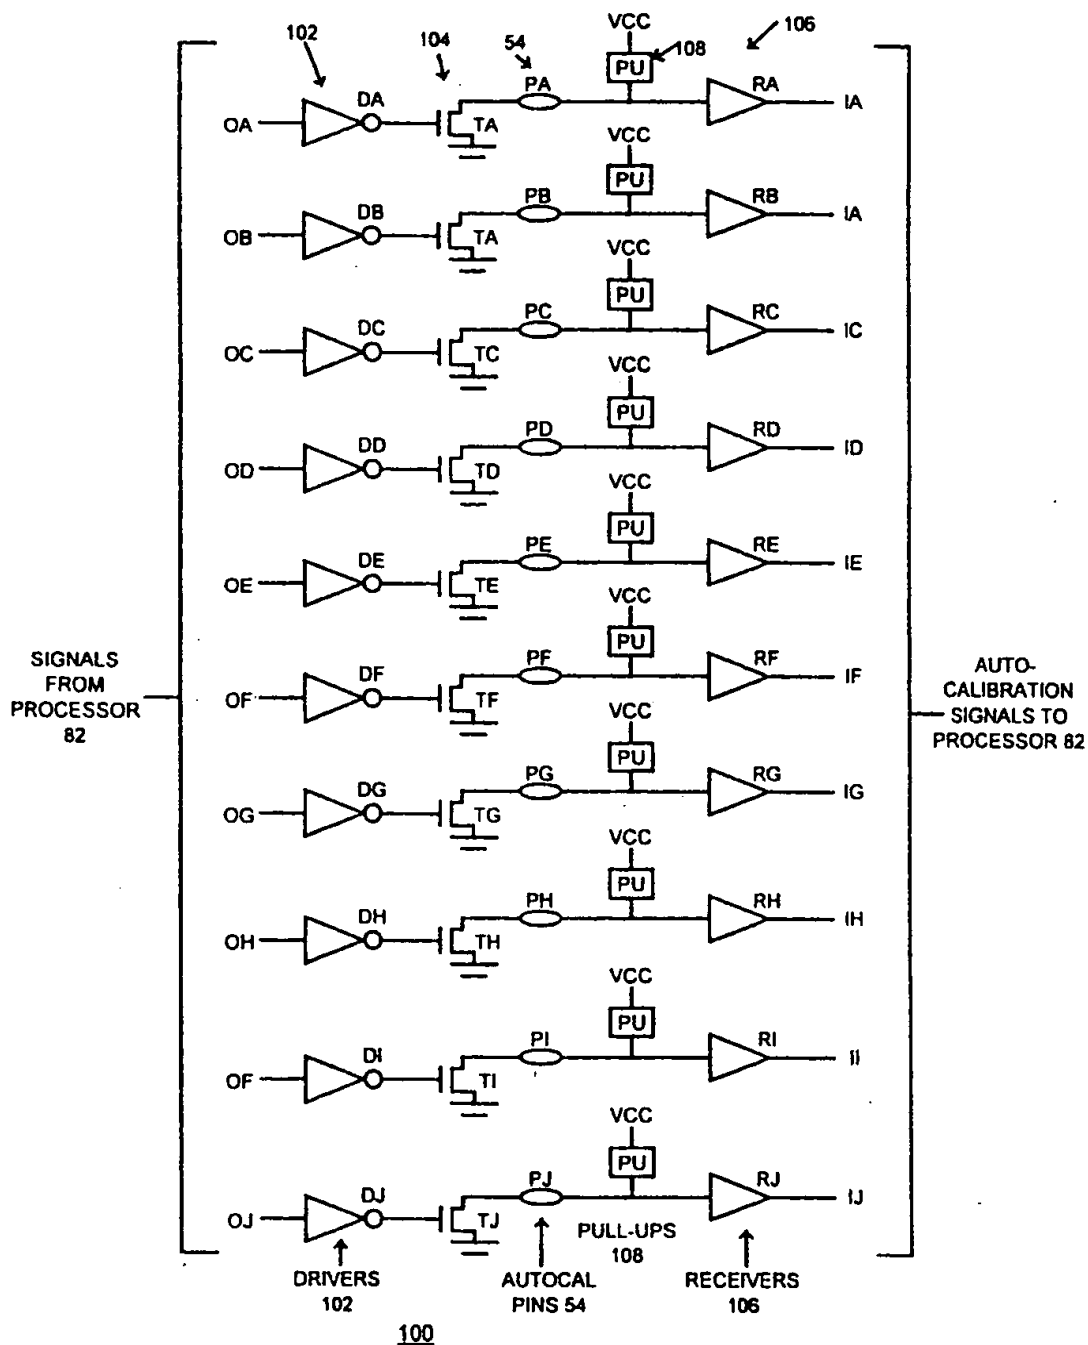 102
104
54
VCC
108
106
PU
DA
PA
RA
OA
TA
IA
VCC
PU
DB
PB
RB
OB
TA
IA
VCC
PU
DC
PC
RC
OC
TC
IC
VCC
PU
DD
PD
RD
OD
TD
ID
VCC
PU
DE
PE
RE
OE
TE
IE
VCC
PU
DF
PF
RF
OF
TF
IF
SIGNALS
FROM
PROCESSOR
82
AUTO-
CALIBRATION
SIGNALS TO
PROCESSOR 82
VCC
PU
DG
PG
RG
OG
TG
IG
VCC
PU
DH
PH
RH
OH
TH
IH
VCC
PU
DI
PI
RI
OF
TI
II
VCC
PU
DJ
PJ
RJ
OJ
TJ
IJ
PULL-UPS
108
DRIVERS
102
AUTOCAL
PINS 54
RECEIVERS
106
100